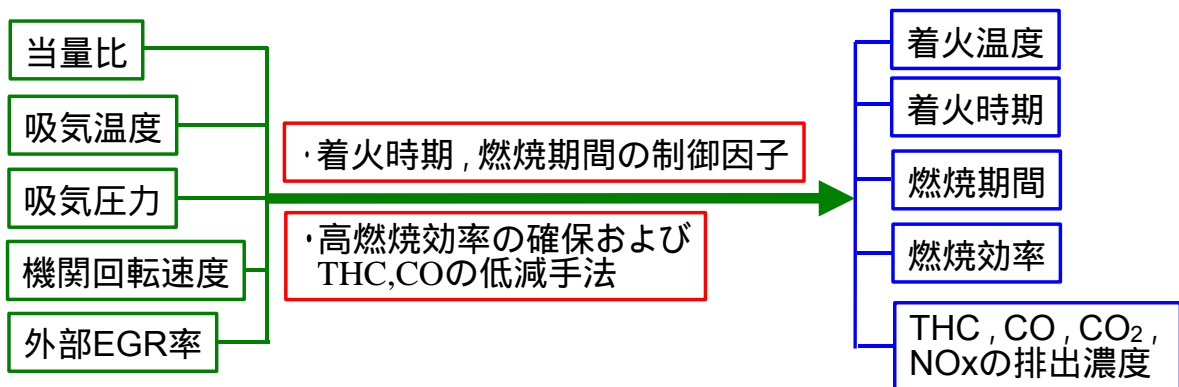 当量比
吸気温度
吸気圧力
機関回転速度
外部EGR率
・着火時期，燃焼期間の制御因子
・高燃焼効率の確保および
THC,COの低減手法
着火温度
着火時期
燃焼期間
燃焼効率
THC，CO，CO₂，
NOxの排出濃度